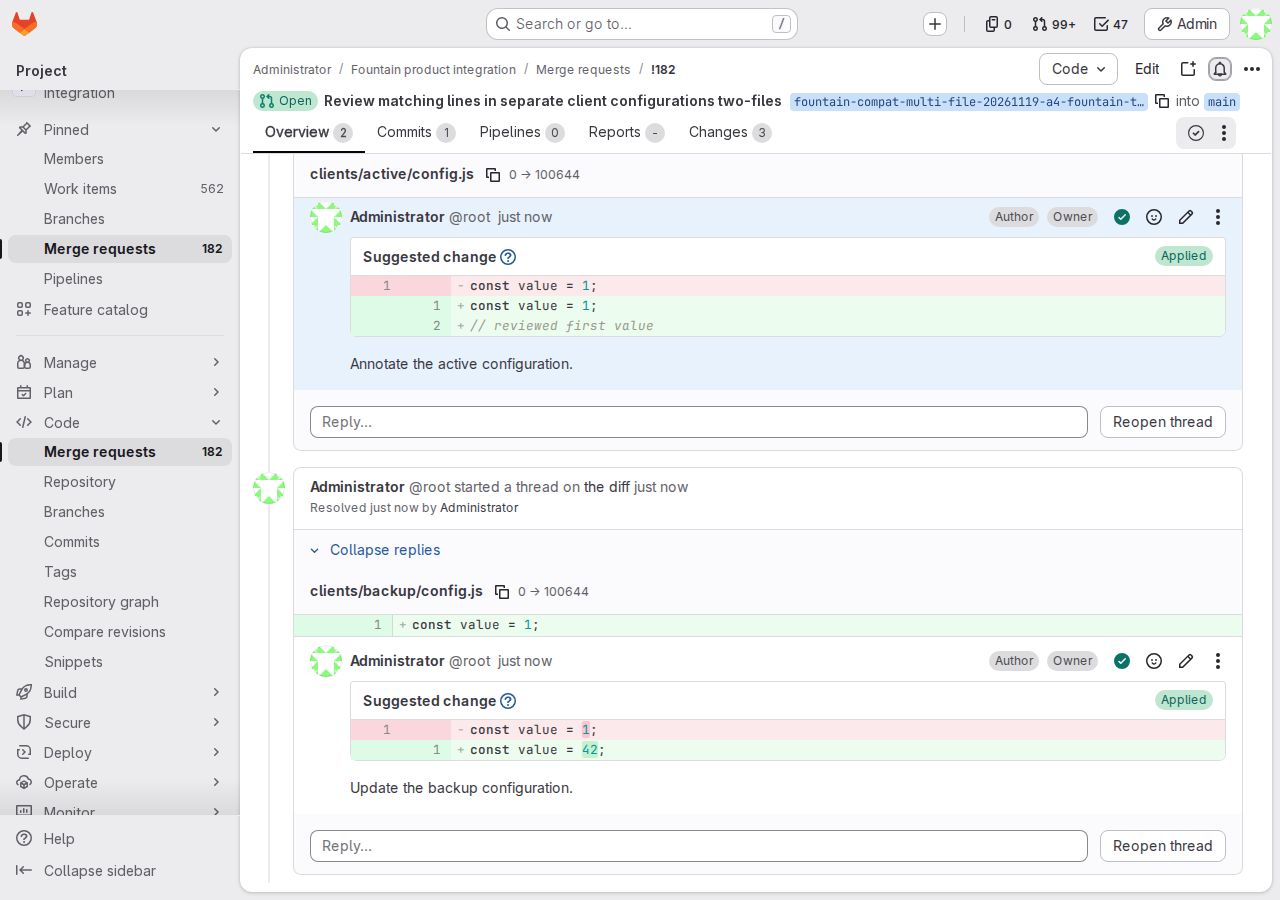 Search or go to...
/
0
99+
47
Admin
Project
integration
Pinned
Members
Work items 562
Branches
Merge requests 182
Pipelines
Feature catalog
Manage
Plan
Code
Merge requests 182
Repository
Branches
Commits
Tags
Repository graph
Compare revisions
Snippets
Build
Secure
Deploy
Operate
Monitor
Help
Collapse sidebar
Administrator / Fountain product integration / Merge requests / !182
Code
Edit
Open Review matching lines in separate client configurations two-files fountain-compat-multi-file-20261119-a4-fountain-t… into main
Overview 2
Commits 1
Pipelines 0
Reports -
Changes 3
clients/active/config.js 0 → 100644
Administrator @root just now
Author
Owner
Suggested change
Applied
1 - const value = 1;
1 + const value = 1;
2 + // reviewed first value
Annotate the active configuration.
Reply…
Reopen thread
Administrator @root started a thread on the diff just now
Resolved just now by Administrator
Collapse replies
clients/backup/config.js 0 → 100644
1 + const value = 1;
Administrator @root just now
Author
Owner
Suggested change
Applied
1 - const value = 1;
1 + const value = 42;
Update the backup configuration.
Reply…
Reopen thread